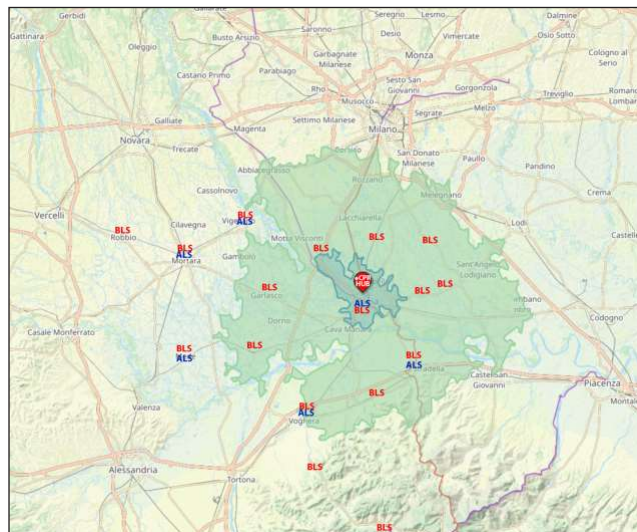 Gerbidi
Seregno
Lesmo
Dalmine
Gattinara
Saronno
Oleggio
Busto Arsizio
Desio
Vimercate
Osio Sotto
Garbagnate
Milanese
Monza
Castano Primo
Parabiago
Sesto San
Giovanni
Cologno al
Serio
Rho
Musocco
Gorgonzola
Treviglio
Galliate
Settimo Milanese
Segrate
Melzo
Magenta
Milano
Novara
Trecate
San Donato
Milanese
Paullo
Pandino
Abbiategrasso
Rozzano
Cassolnovo
Melegnano
Crema
Vercelli
BLS
ALS
Lacchiarella
Lodi
BLS
Robbio
Cilavegna
Motta Visconti
BLS
BLS
BLS
BLS
ALS
Mortara
Gambolò
BLS
Sant'Angelo
Lodigiano
HOPE
HUB
BLS
BLS
BLS
Garlasco
ALS
BLS
Codogno
Dorno
Cava Manara
Casale Monferrato
BLS
ALS
BLS
BLS
ALS
Castel San
Giovanni
Piacenza
BLS
Valenza
BLS
ALS
Voghera
Alessandria
BLS
Tortona
BLS